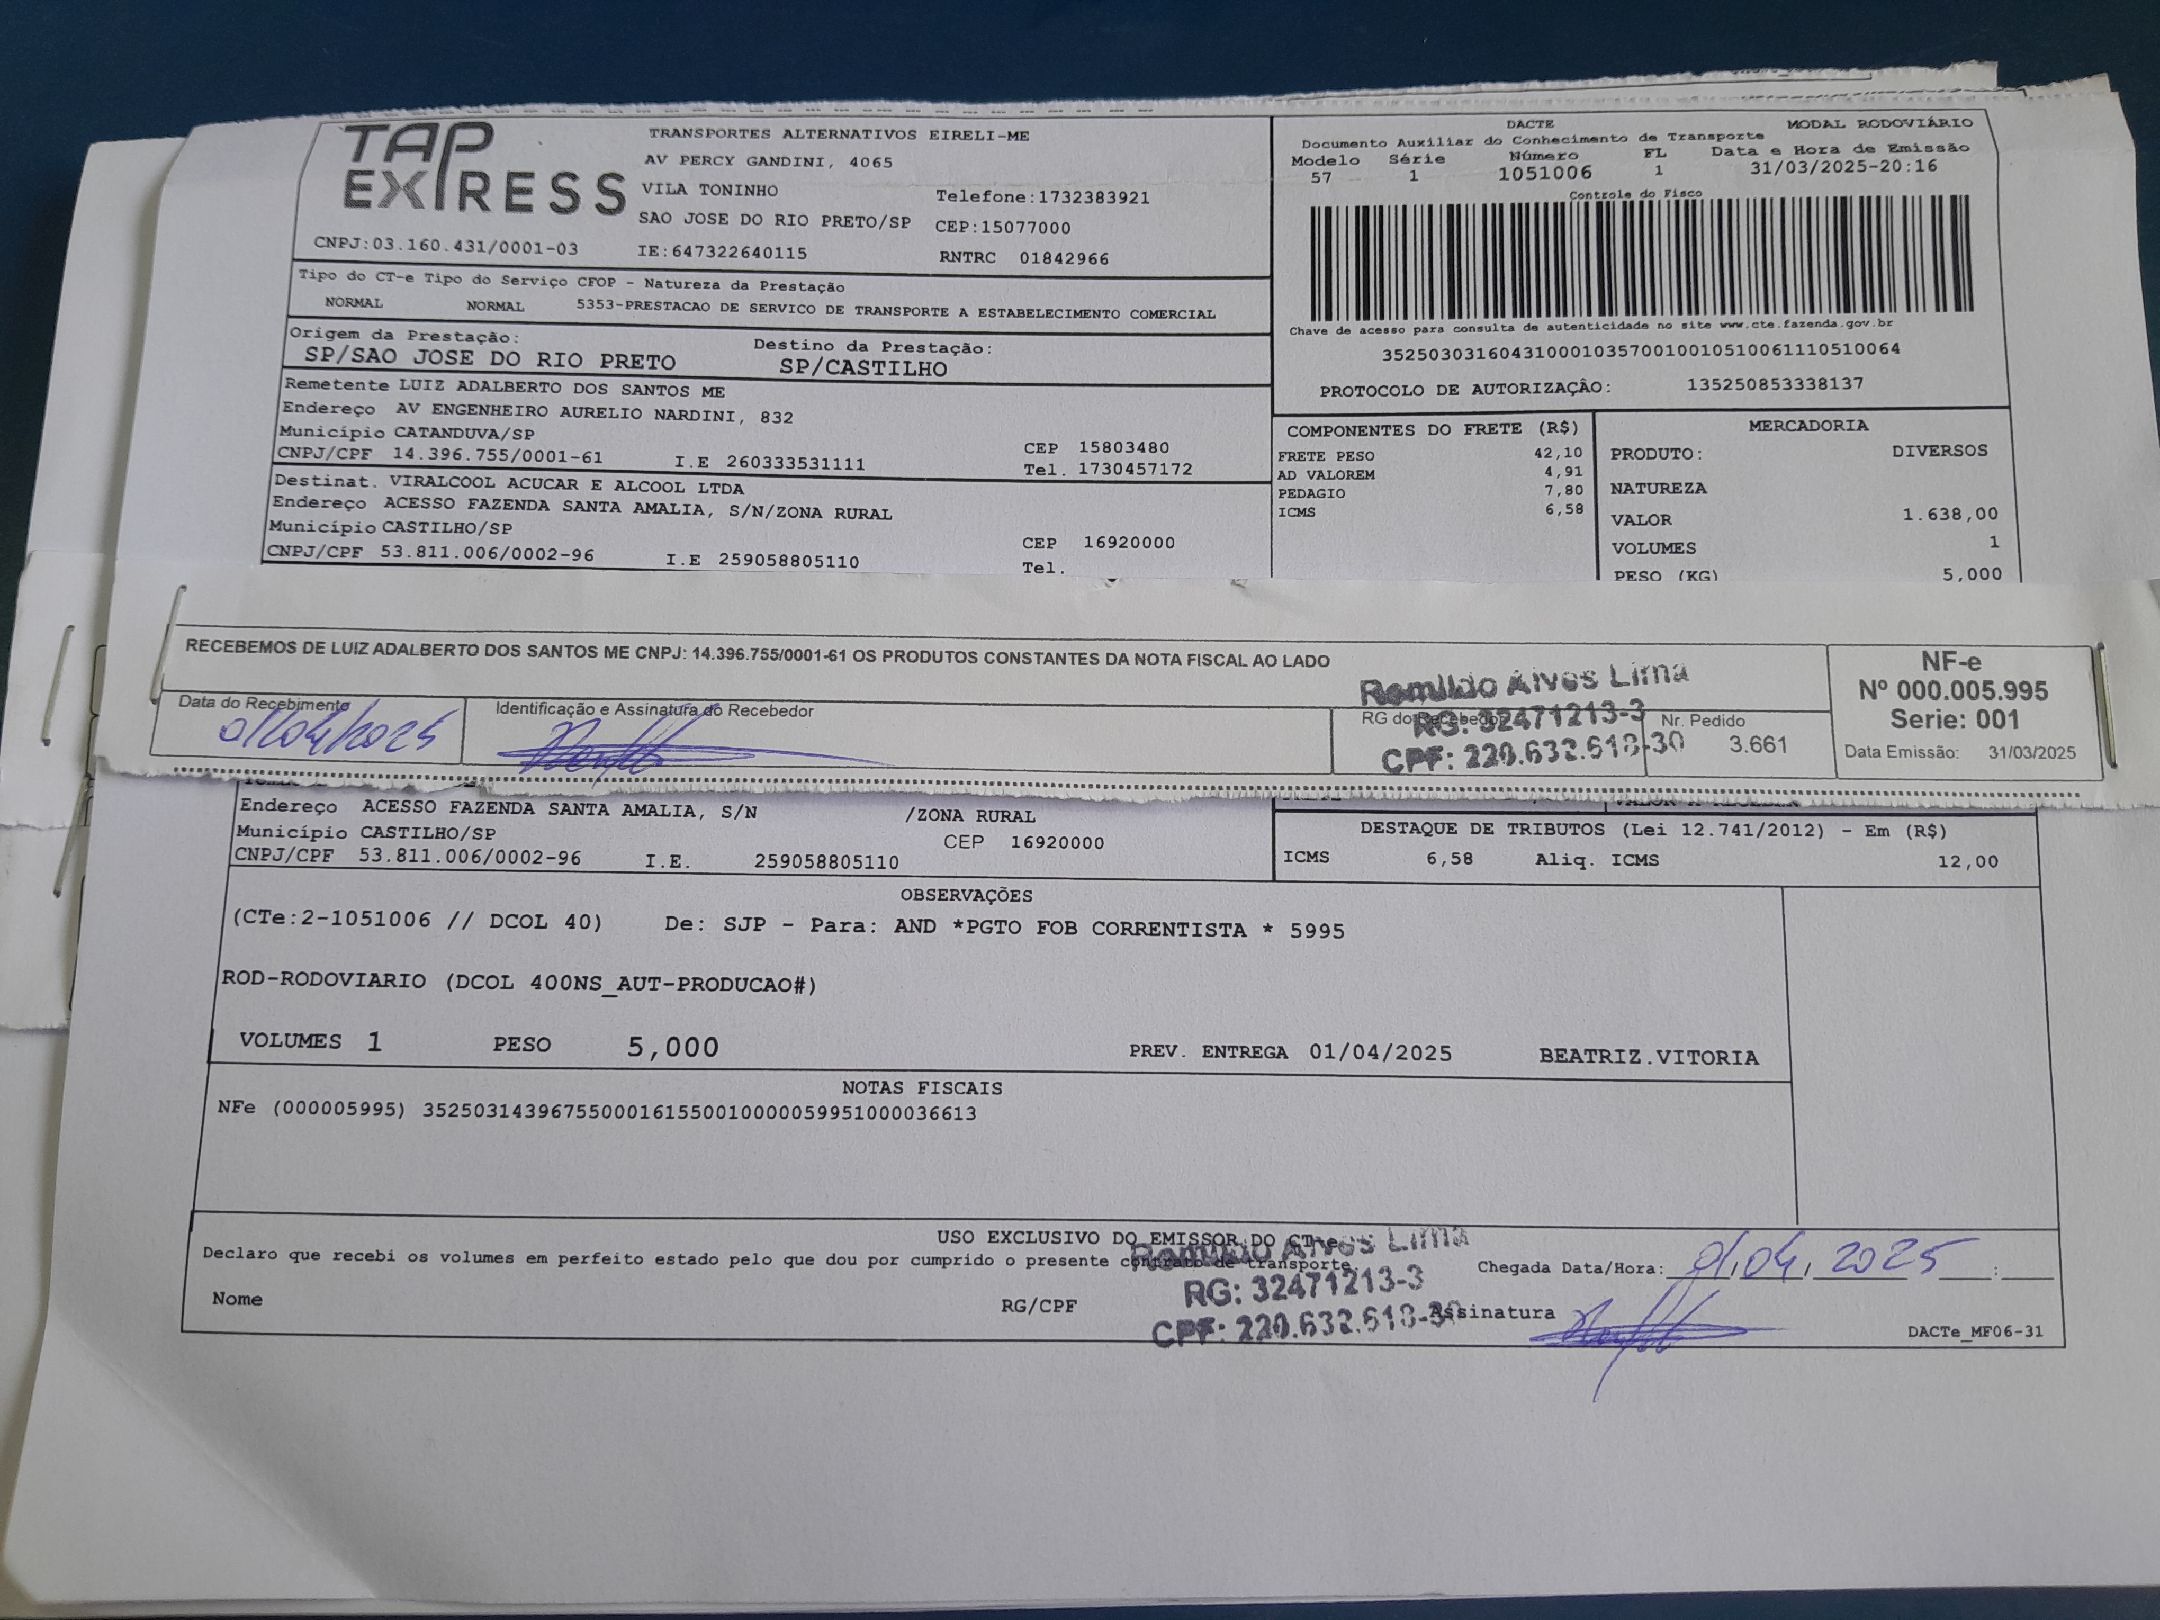 TAP EXPRESS
TRANSPORTES ALTERNATIVOS EIRELI-ME
AV PERCY GANDINI, 4065
VILA TONINHO
Telefone:1732383921
SAO JOSE DO RIO PRETO/SP CEP:15077000
CNPJ:03.160.431/0001-03 IE:647322640115 RNTRC 01842966
DACTE MODAL RODOVIÁRIO
Documento Auxiliar do Conhecimento de Transporte
Modelo Série Número FL Data e Hora de Emissão
57 1 1051006 1 31/03/2025-20:16
Controle do Fisco
Chave de acesso para consulta de autenticidade no site www.cte.fazenda.gov.br
35250303160431000103570010010510061110510064
PROTOCOLO DE AUTORIZAÇÃO: 135250853338137
Tipo do CT-e Tipo do Serviço CFOP - Natureza da Prestação
NORMAL NORMAL 5353-PRESTACAO DE SERVICO DE TRANSPORTE A ESTABELECIMENTO COMERCIAL
Origem da Prestação: Destino da Prestação:
SP/SAO JOSE DO RIO PRETO SP/CASTILHO
Remetente LUIZ ADALBERTO DOS SANTOS ME
Endereço AV ENGENHEIRO AURELIO NARDINI, 832
Município CATANDUVA/SP CEP 15803480
CNPJ/CPF 14.396.755/0001-61 I.E 260333531111 Tel. 1730457172
Destinat. VIRALCOOL ACUCAR E ALCOOL LTDA
Endereço ACESSO FAZENDA SANTA AMALIA, S/N/ZONA RURAL
Município CASTILHO/SP CEP 16920000
CNPJ/CPF 53.811.006/0002-96 I.E 259058805110 Tel.
COMPONENTES DO FRETE (R$)
FRETE PESO 42,10
AD VALOREM 4,91
PEDAGIO 7,80
ICMS 6,58
MERCADORIA
PRODUTO: DIVERSOS
NATUREZA
VALOR 1.638,00
VOLUMES 1
PESO (KG) 5,000
RECEBEMOS DE LUIZ ADALBERTO DOS SANTOS ME CNPJ: 14.396.755/0001-61 OS PRODUTOS CONSTANTES DA NOTA FISCAL AO LADO
Data do Recebimento
01/04/2025
Identificação e Assinatura do Recebedor
Romildo Alves Lima
RG do Recebedor
RG: 32471213-3
CPF: 220.632.618-30
Nr. Pedido
3.661
NF-e
Nº 000.005.995
Serie: 001
Data Emissão: 31/03/2025
Endereço ACESSO FAZENDA SANTA AMALIA, S/N /ZONA RURAL
Município CASTILHO/SP CEP 16920000
CNPJ/CPF 53.811.006/0002-96 I.E. 259058805110
VALOR A RECEBER
DESTAQUE DE TRIBUTOS (Lei 12.741/2012) - Em (R$)
ICMS 6,58 Aliq. ICMS 12,00
OBSERVAÇÕES
(CTe:2-1051006 // DCOL 40) De: SJP - Para: AND *PGTO FOB CORRENTISTA * 5995
ROD-RODOVIARIO (DCOL 400NS_AUT-PRODUCAO#)
VOLUMES 1 PESO 5,000 PREV. ENTREGA 01/04/2025 BEATRIZ.VITORIA
NOTAS FISCAIS
NFe (000005995) 35250314396755000161550010000059951000036613
USO EXCLUSIVO DO EMISSOR DO CT-e
Declaro que recebi os volumes em perfeito estado pelo que dou por cumprido o presente contrato de transporte.
Chegada Data/Hora: 01.04.2025 :
Nome RG/CPF Assinatura
Romildo Alves Lima
RG: 32471213-3
CPF: 220.632.618-30
DACTe_MF06-31